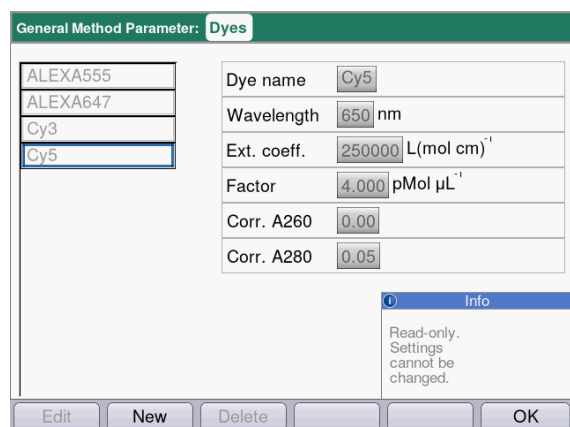 General Method Parameter: Dyes
ALEXA555
ALEXA647
Cy3
Cy5
Dye name Cy5
Wavelength 650 nm
Ext. coeff. 250000 L(mol cm)⁻¹
Factor 4.000 pMol µL⁻¹
Corr. A260 0.00
Corr. A280 0.05
Info
Read-only.
Settings
cannot be
changed.
Edit New Delete OK